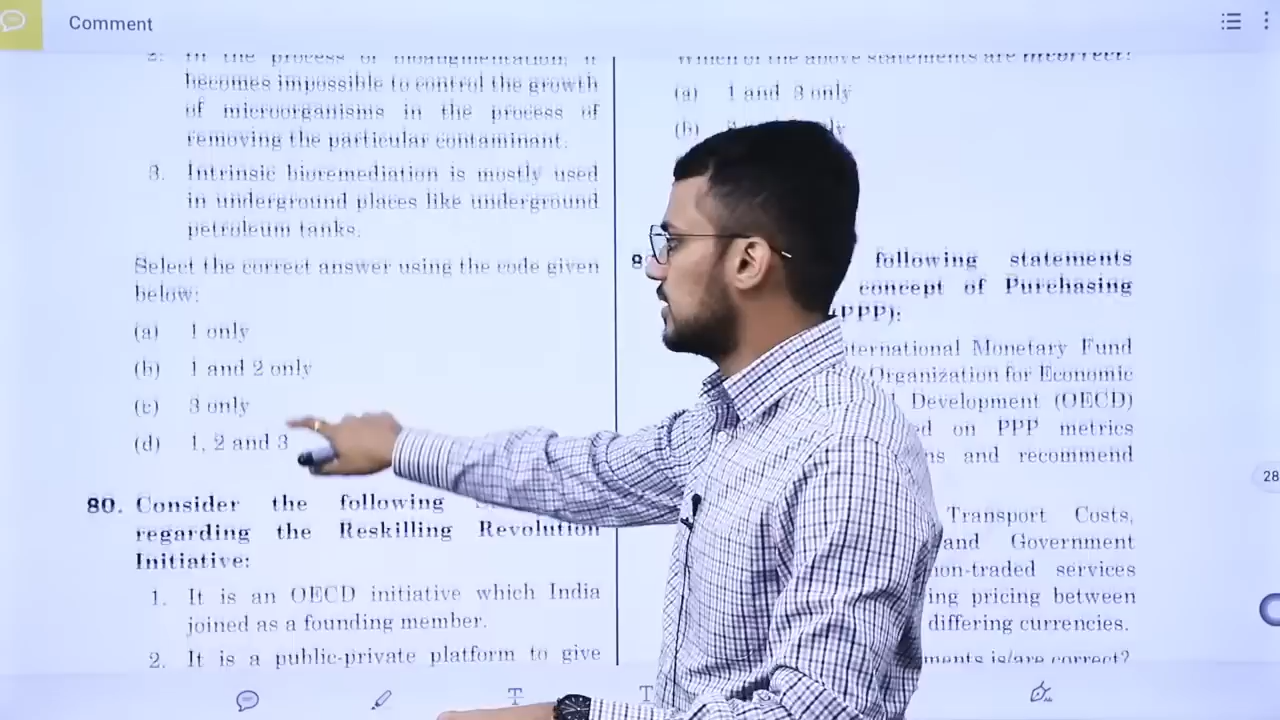 Comment
2. In the process of bioaugmentation, it
becomes impossible to control the growth
of microorganisms in the process of
removing the particular contaminant.
3. Intrinsic bioremediation is mostly used
in underground places like underground
petroleum tanks.
Select the correct answer using the code given
below:
(a) 1 only
(b) 1 and 2 only
(c) 3 only
(d) 1, 2 and 3
80. Consider the following
regarding the Reskilling Revolution
Initiative:
1. It is an OECD initiative which India
joined as a founding member.
2. It is a public-private platform to give
Which of the above statements are incorrect?
(a) 1 and 3 only
(b)
following statements
concept of Purchasing
(PPP):
Monetary Fund
Organization for Economic
Development (OECD)
on PPP metrics
and recommend
Transport Costs,
and Government
non-traded services
pricing between
differing currencies.
is/are correct?
28